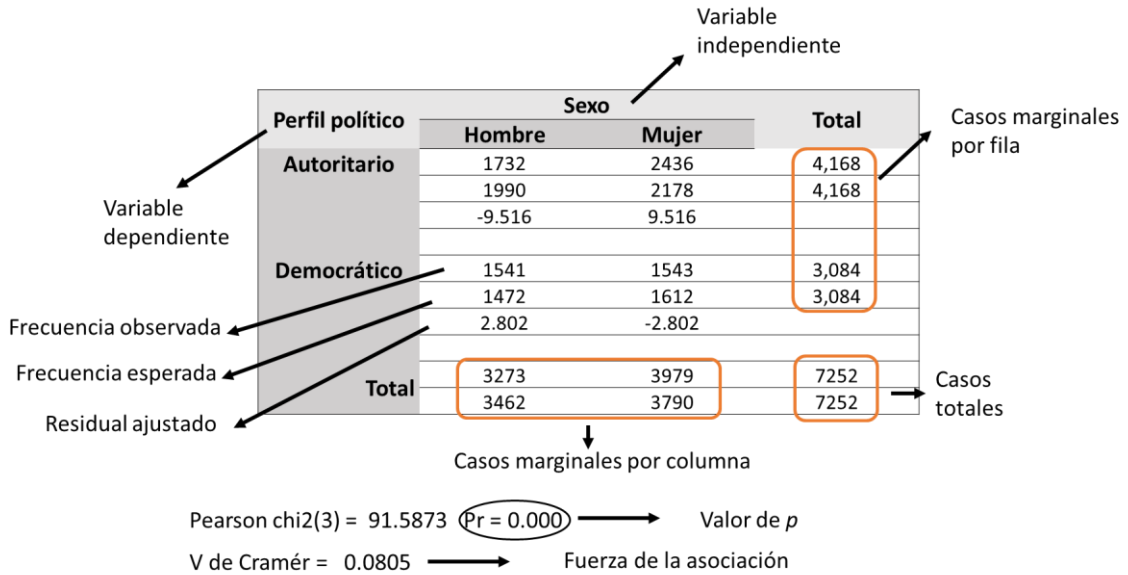 Variable
independiente
Sexo
Perfil político
Total
Hombre Mujer
Casos marginales
por fila
Autoritario 1732 2436 4,168
1990 2178 4,168
-9.516 9.516
Variable
dependiente
Democrático 1541 1543 3,084
1472 1612 3,084
2.802 -2.802
Frecuencia observada
Frecuencia esperada
Residual ajustado
Total 3273 3979 7252
3462 3790 7252
Casos
totales
Casos marginales por columna
Pearson chi2(3) = 91.5873 Pr = 0.000 Valor de p
V de Cramér = 0.0805 Fuerza de la asociación